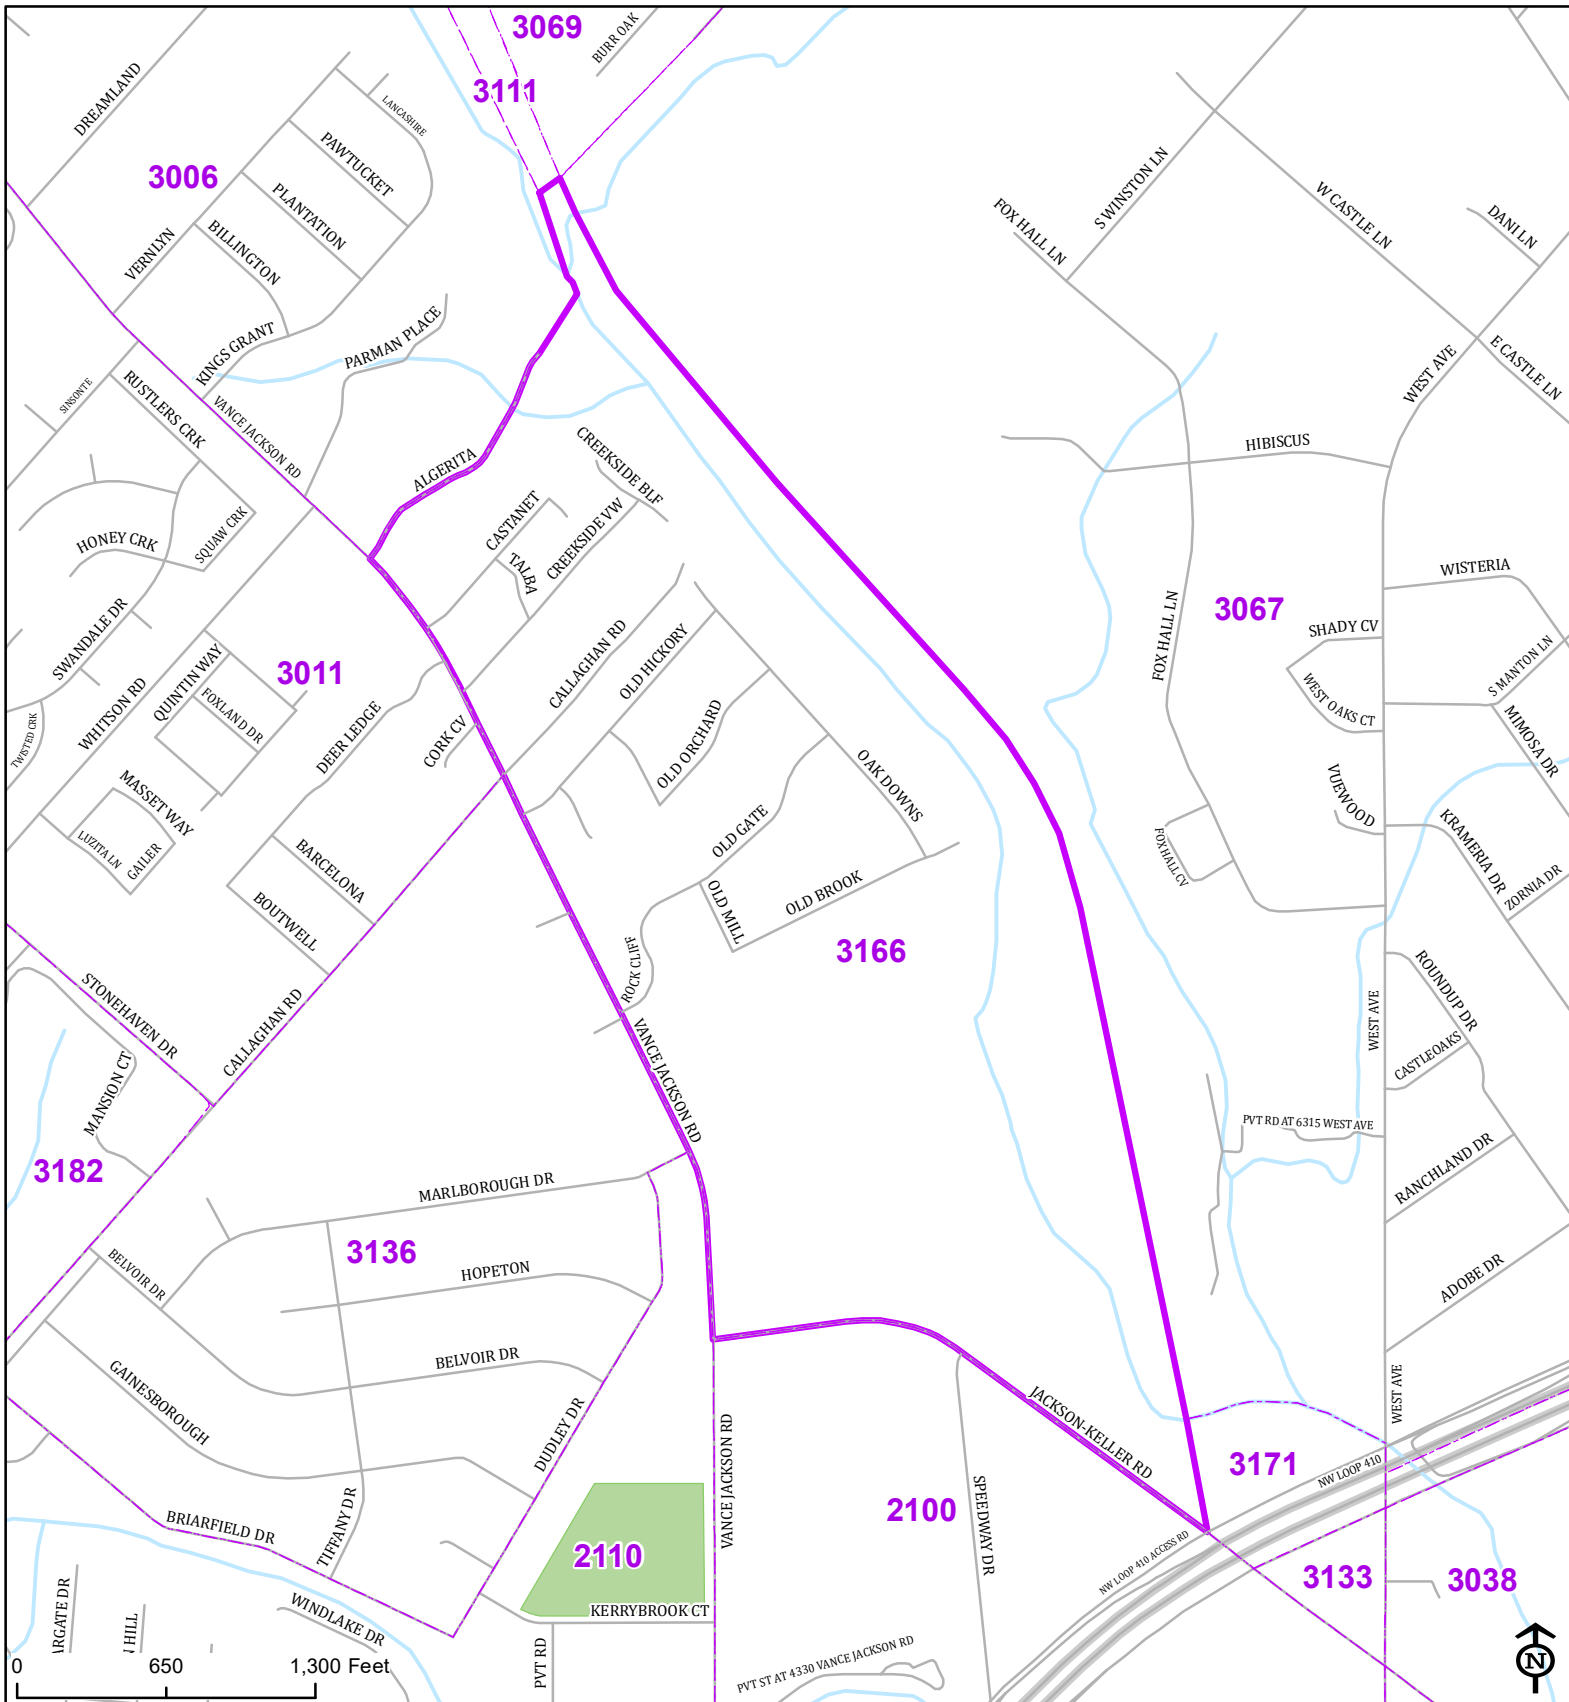 3069
BURR OAK
3111
DREAMLAND
LANCASHIRE
PAWTUCKET
3006
PLANTATION
BILLINGTON
VERNLYN
S WINSTON LN
W CASTLE LN
DANI LN
FOX HALL LN
PARMAN PLACE
KINGS GRANT
SINSONTE
RUSTLERS CRK
VANCE JACKSON RD
WEST AVE
E CASTLE LN
ALGERITA
CREEKSIDE BLF
HIBISCUS
CASTANET
CREEKSIDE VW
TALBA
HONEY CRK
SQUAW CRK
WISTERIA
SWANDALE DR
FOX HALL LN
3067
SHADY CV
CALLAGHAN RD
OLD HICKORY
S MANTON LN
QUINTIN WAY
3011
FOXLAND DR
WHITSON RD
DEER LEDGE
CORK CV
TWISTED CRK
WEST OAKS CT
MIMOSA DR
OLD ORCHARD
OAK DOWNS
MASSET WAY
LUZITA LN
GAILER
VUEWOOD
KRAMERIA DR
OLD GATE
FOX HALL CV
BARCELONA
OLD MILL
OLD BROOK
ZORNIA DR
BOUTWELL
3166
ROCK CLIFF
ROUNDUP DR
STONEHAVEN DR
CALLAGHAN RD
VANCE JACKSON RD
WEST AVE
CASTLEOAKS
MANSION CT
PVT RD AT 6315 WEST AVE
3182
RANCHLAND DR
MARLBOROUGH DR
3136
BELVOIR DR
HOPETON
ADOBE DR
BELVOIR DR
GAINESBOROUGH
DUDLEY DR
JACKSON-KELLER RD
WEST AVE
VANCE JACKSON RD
3171
NW LOOP 410
SPEEDWAY DR
2100
BRIARFIELD DR
TIFFANY DR
2110
NW LOOP 410 ACCESS RD
3133
3038
KERRYBROOK CT
ARGATE DR
N HILL
WINDLAKE DR
PVT RD
PVT ST AT 4330 VANCE JACKSON RD
N
0 650 1,300 Feet